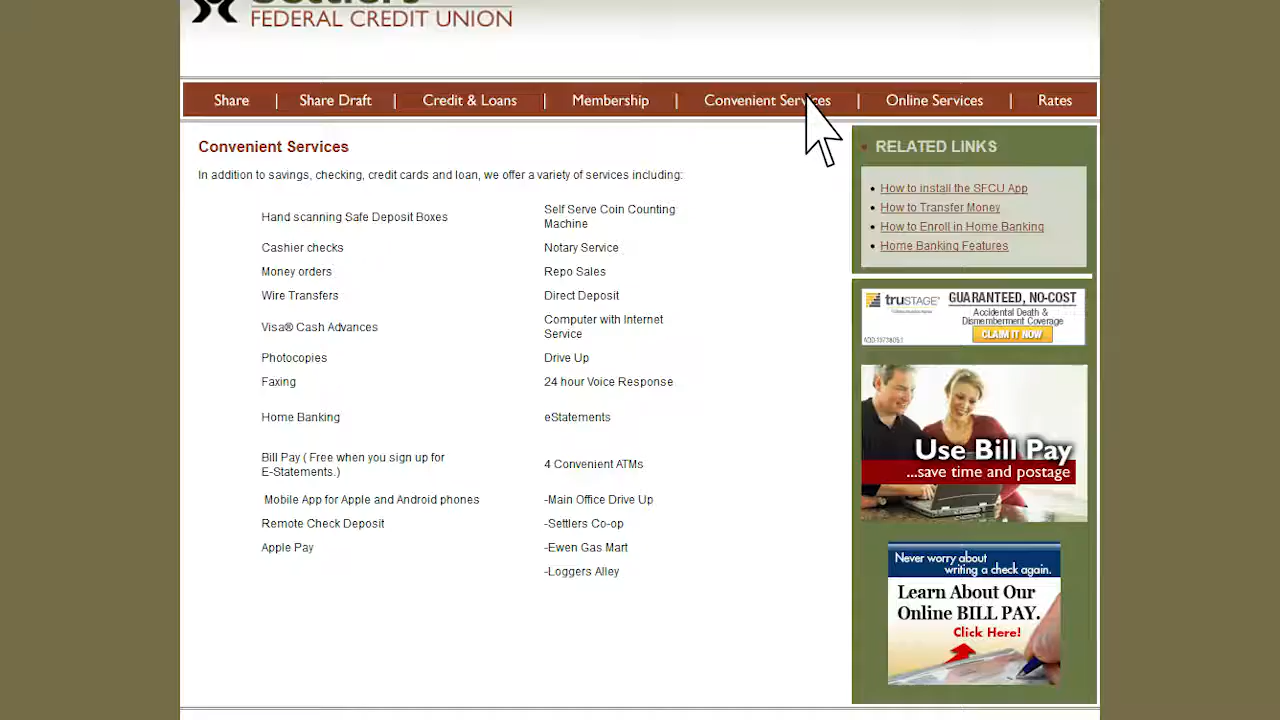 FEDERAL CREDIT UNION
Share | Share Draft | Credit & Loans | Membership | Convenient Services | Online Services | Rates
Convenient Services
In addition to savings, checking, credit cards and loan, we offer a variety of services including:
Hand scanning Safe Deposit Boxes
Self Serve Coin Counting
Machine
Cashier checks
Notary Service
Money orders
Repo Sales
Wire Transfers
Direct Deposit
Visa® Cash Advances
Computer with Internet
Service
Photocopies
Drive Up
Faxing
24 hour Voice Response
Home Banking
eStatements
Bill Pay ( Free when you sign up for
E-Statements.)
4 Convenient ATMs
Mobile App for Apple and Android phones
-Main Office Drive Up
Remote Check Deposit
-Settlers Co-op
Apple Pay
-Ewen Gas Mart
-Loggers Alley
RELATED LINKS
How to install the SFCU App
How to Transfer Money
How to Enroll in Home Banking
Home Banking Features
truSTAGE
GUARANTEED, NO-COST
Accidental Death &
Dismemberment Coverage
CLAIM IT NOW
Use Bill Pay
...save time and postage
Never worry about
writing a check again.
Learn About Our
Online BILL PAY.
Click Here!